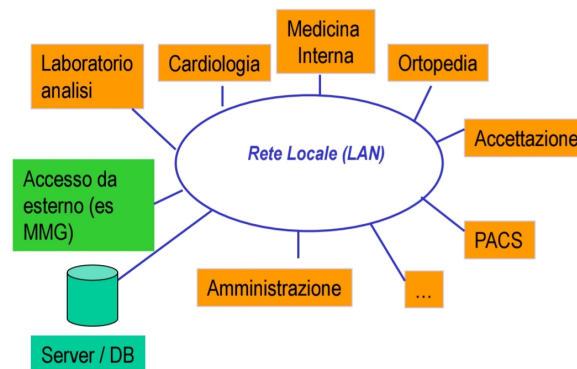 Medicina
Interna
Laboratorio
analisi
Cardiologia
Ortopedia
Rete Locale (LAN)
Accettazione
Accesso da
esterno (es
MMG)
PACS
Amministrazione
...
Server / DB